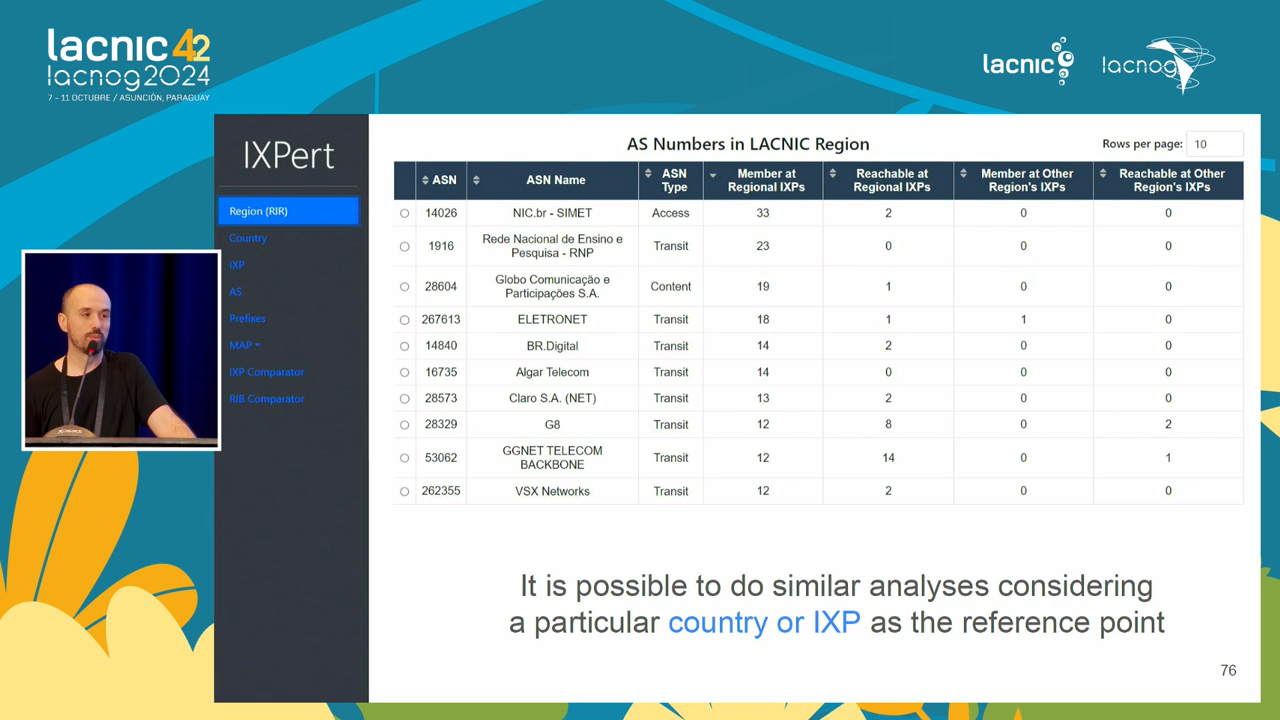 lacnic 42
lacnog2024
7 - 11 OCTUBRE / ASUNCIÓN, PARAGUAY
lacnic
lacnog
IXPert
Region (RIR)
Country
IXP
AS
Prefixes
MAP
IXP Comparator
RIB Comparator
AS Numbers in LACNIC Region
Rows per page: 10
ASN ASN Name ASN Type Member at Regional IXPs Reachable at Regional IXPs Member at Other Region's IXPs Reachable at Other Region's IXPs
14026 NIC.br - SIMET Access 33 2 0 0
1916 Rede Nacional de Ensino e Pesquisa - RNP Transit 23 0 0 0
28604 Globo Comunicação e Participações S.A. Content 19 1 0 0
267613 ELETRONET Transit 18 1 1 0
14840 BR.Digital Transit 14 2 0 0
16735 Algar Telecom Transit 14 0 0 0
28573 Claro S.A. (NET) Transit 13 2 0 0
28329 G8 Transit 12 8 0 2
53062 GGNET TELECOM BACKBONE Transit 12 14 0 1
262355 VSX Networks Transit 12 2 0 0
It is possible to do similar analyses considering
a particular country or IXP as the reference point
76